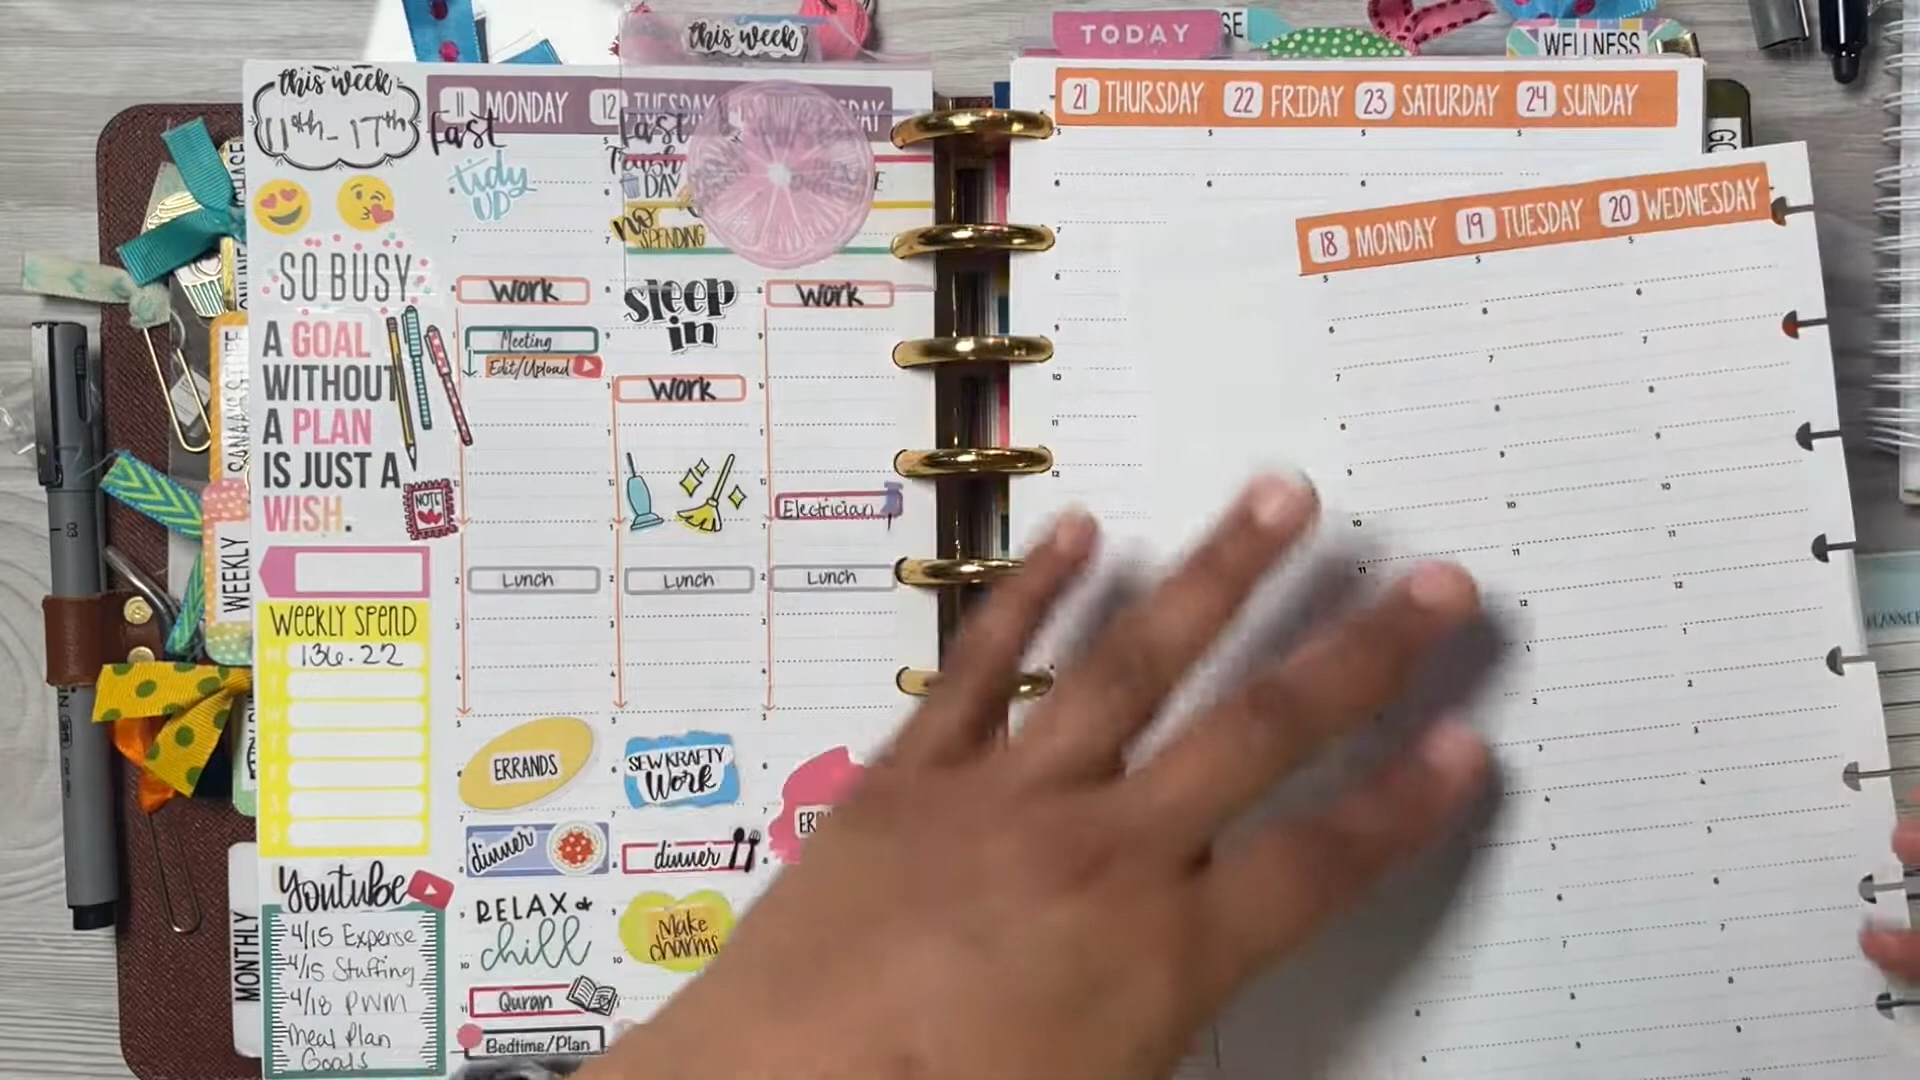 this week
TODAY
WELLNESS
this week
11th - 17th
11 MONDAY
12 TUESDAY
21 THURSDAY
22 FRIDAY
23 SATURDAY
24 SUNDAY
Fast
Fast
tidy
UP
Trash
DAY
no
SPENDING
18 MONDAY
19 TUESDAY
20 WEDNESDAY
SO BUSY
A GOAL
WITHOUT
A PLAN
IS JUST A
WISH.
NOTE
Work
sleep
in
Work
Meeting
Edit/Upload
Work
Electrician
Lunch
Lunch
Lunch
WEEKLY SPEND
136.22
ERRANDS
SEW KRAFTY
Work
dinner
dinner
Youtube
4/15 Expense
4/15 Stuffing
4/18 PWM
Meal Plan
Goals
RELAX &
chill
Make
charms
Quran
Bedtime/Plan
WEEKLY
MONTHLY